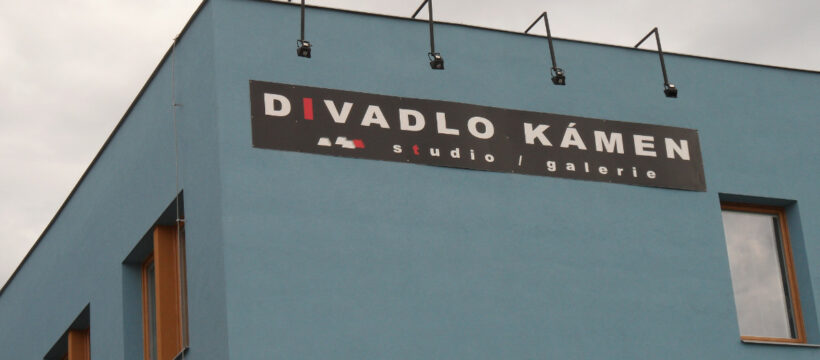 DIVADLO KÁMEN
studio / galerie